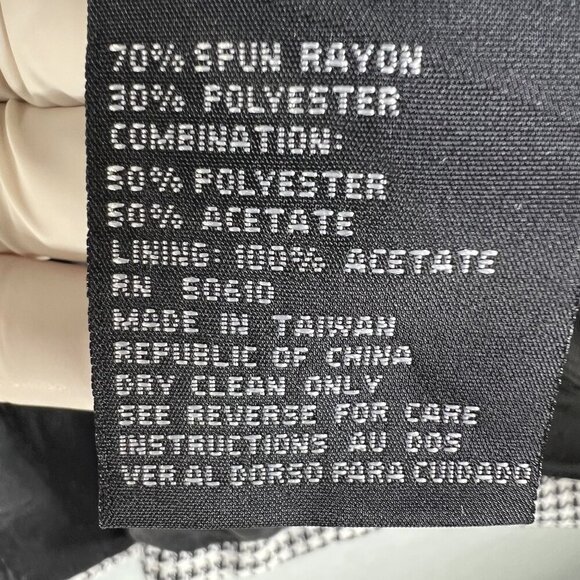 70% SPUN RAYON
30% POLYESTER
COMBINATION:
50% POLYESTER
50% ACETATE
LINING: 100% ACETATE
RN 50610
MADE IN TAIWAN
REPUBLIC OF CHINA
DRY CLEAN ONLY
SEE REVERSE FOR CARE
INSTRUCTIONS AU DOS
VER AL DORSO PARA CUIDADO